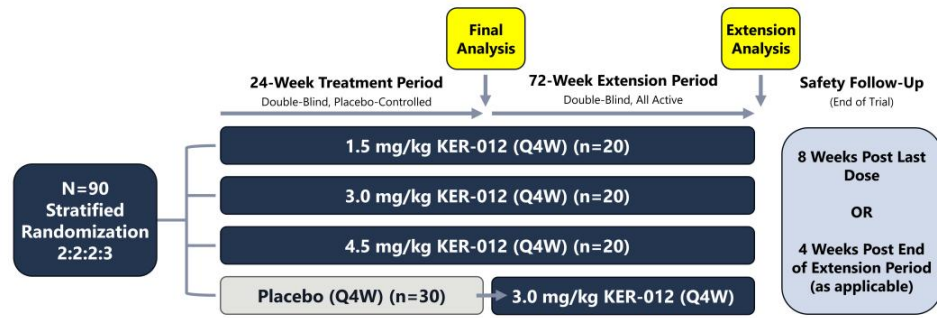 Final
Analysis
Extension
Analysis
24-Week Treatment Period
Double-Blind, Placebo-Controlled
72-Week Extension Period
Double-Blind, All Active
Safety Follow-Up
(End of Trial)
N=90
Stratified
Randomization
2:2:2:3
1.5 mg/kg KER-012 (Q4W) (n=20)
3.0 mg/kg KER-012 (Q4W) (n=20)
4.5 mg/kg KER-012 (Q4W) (n=20)
Placebo (Q4W) (n=30)
3.0 mg/kg KER-012 (Q4W)
8 Weeks Post Last
Dose
OR
4 Weeks Post End
of Extension Period
(as applicable)